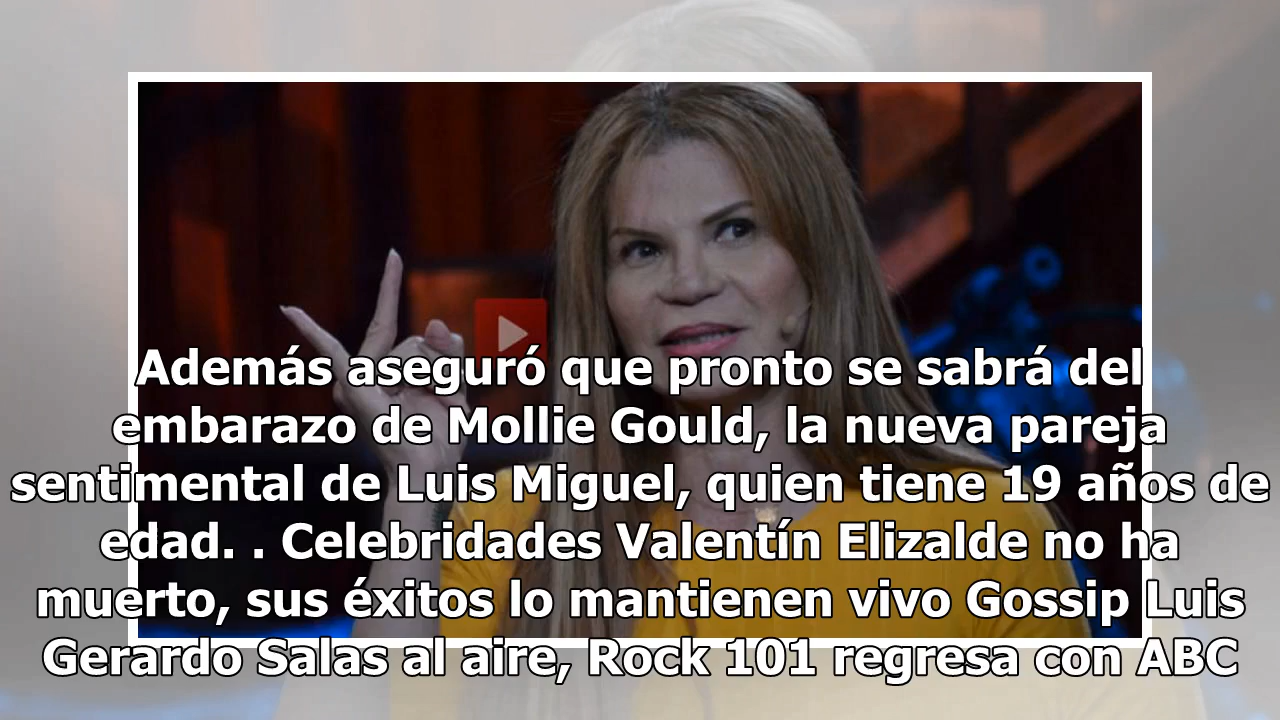 Además aseguró que pronto se sabrá del
embarazo de Mollie Gould, la nueva pareja
sentimental de Luis Miguel, quien tiene 19 años de
edad. . Celebridades Valentín Elizalde no ha
muerto, sus éxitos lo mantienen vivo Gossip Luis
Gerardo Salas al aire, Rock 101 regresa con ABC